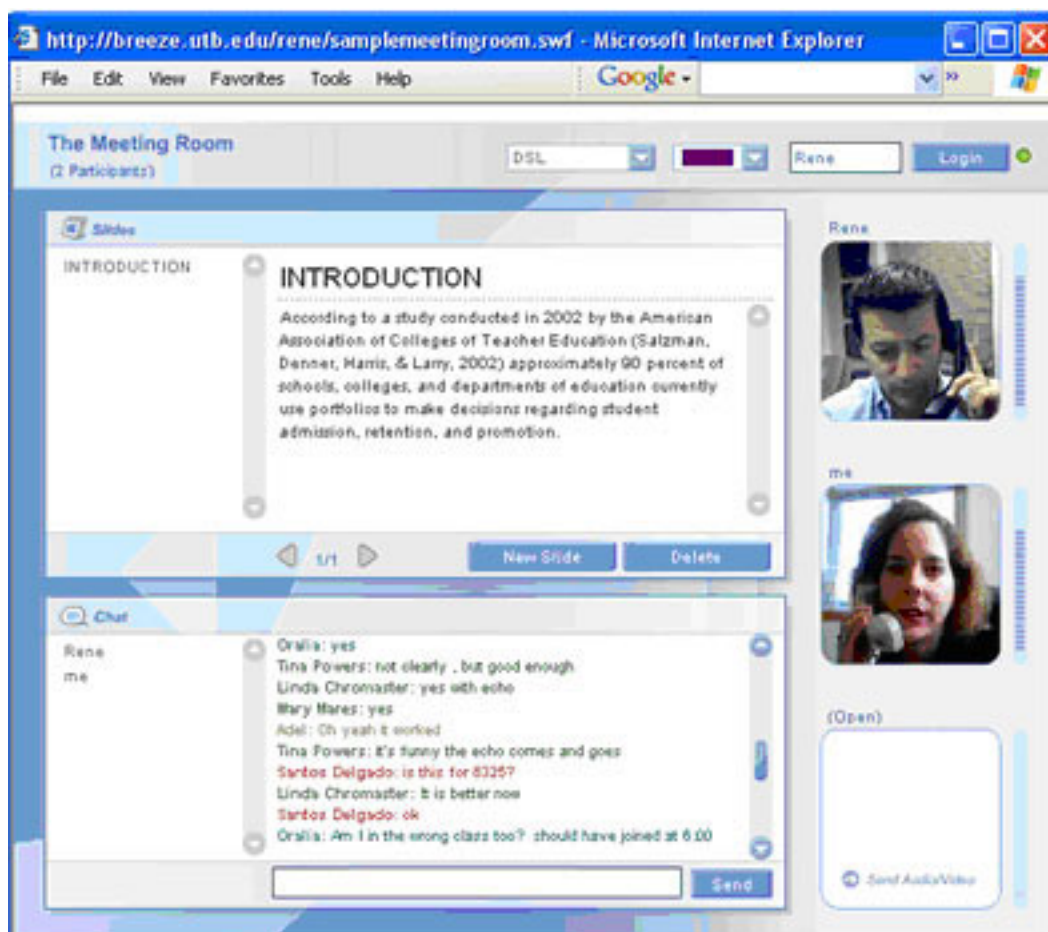 http://breeze.utb.edu/rene/samplemeetingroom.swf - Microsoft Internet Explorer
File Edit View Favorites Tools Help Google
The Meeting Room
(2 Participants)
DSL
Rene
Login
Slides
INTRODUCTION
INTRODUCTION
According to a study conducted in 2002 by the American
Association of Colleges of Teacher Education (Salzman,
Denner, Harris, & Larry, 2002) approximately 90 percent of
schools, colleges, and departments of education currently
use portfolios to make decisions regarding student
admission, retention, and promotion.
1/1
New Slide
Delete
Chat
Rene
me
Oralia: yes
Tina Powers: not clearly , but good enough
Linda Chromaster: yes with echo
Mary Mares: yes
Adel: Oh yeah it worked
Tina Powers: it's funny the echo comes and goes
Santos Delgado: is this for 8325?
Linda Chromaster: It is better now
Santos Delgado: ok
Oralia: Am I in the wrong class too? should have joined at 6:00
Send
Rene
me
(Open)
Send Audio/Video